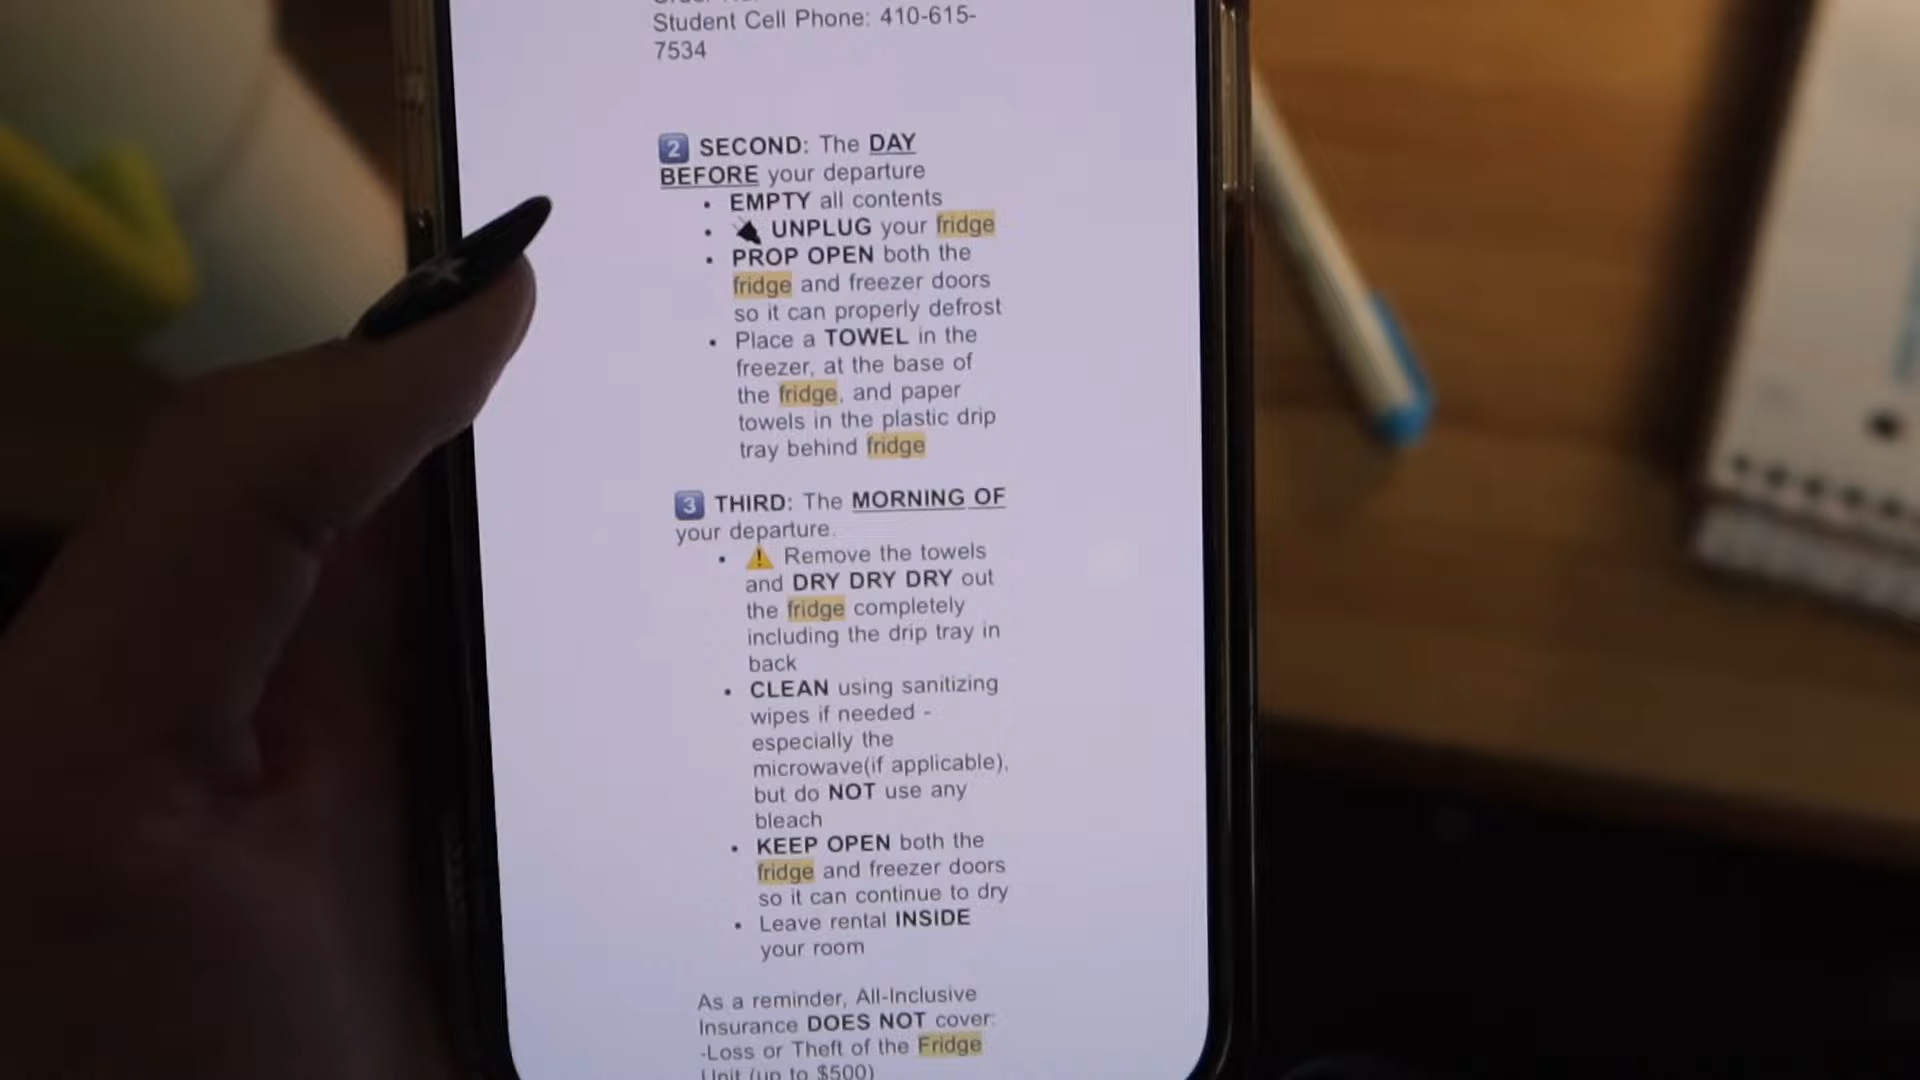 Student Cell Phone: 410-615-
7534
2 SECOND: The DAY
BEFORE your departure
• EMPTY all contents
• UNPLUG your fridge
• PROP OPEN both the
fridge and freezer doors
so it can properly defrost
• Place a TOWEL in the
freezer, at the base of
the fridge, and paper
towels in the plastic drip
tray behind fridge
3 THIRD: The MORNING OF
your departure.
• ⚠️ Remove the towels
and DRY DRY DRY out
the fridge completely
including the drip tray in
back
• CLEAN using sanitizing
wipes if needed -
especially the
microwave(if applicable),
but do NOT use any
bleach
• KEEP OPEN both the
fridge and freezer doors
so it can continue to dry
• Leave rental INSIDE
your room
As a reminder, All-Inclusive
Insurance DOES NOT cover:
-Loss or Theft of the Fridge
Unit (up to $500)